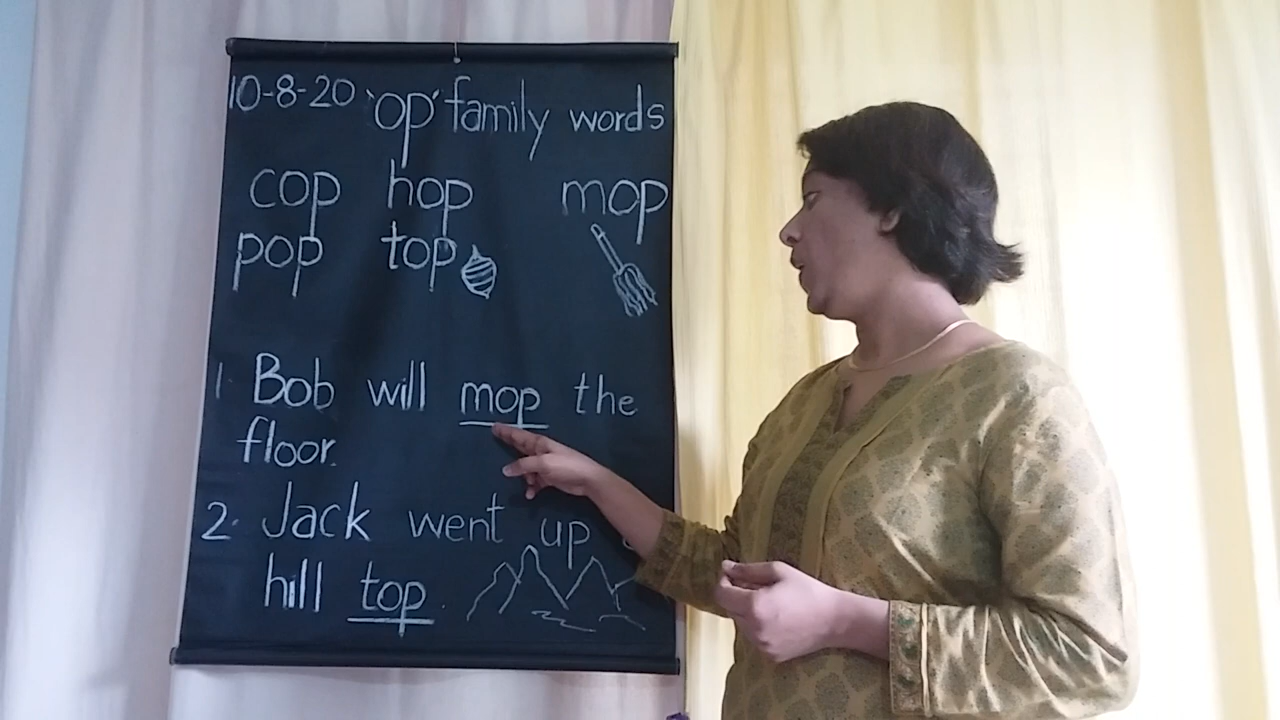 10-8-20 'op' family words
cop hop mop
pop top
1 Bob will mop the
floor.
2. Jack went up
hill top.